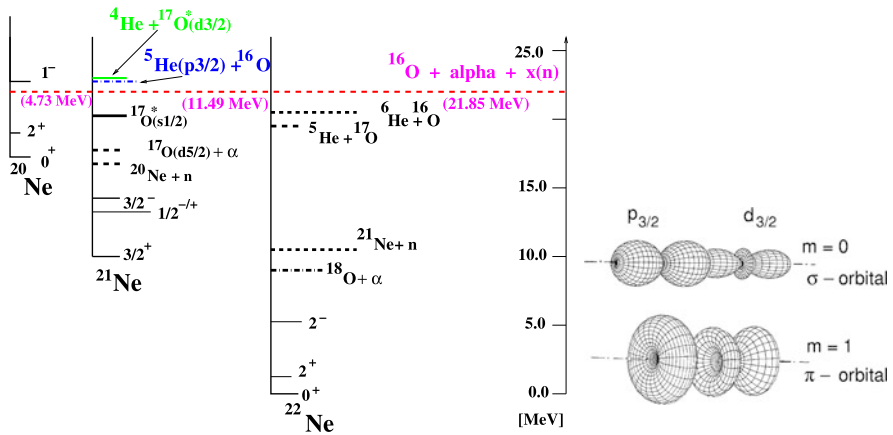 4He + 17O*(d3/2)
5He(p3/2) + 16O
16O + alpha + x(n)
25.0
1-
(4.73 MeV)
(11.49 MeV)
(21.85 MeV)
17O*(s1/2)
6He + 16O
5He + 17O
2+
17O(d5/2) + α
0+
20Ne
20Ne + n
15.0
3/2-
1/2-/+
p3/2
d3/2
21Ne + n
3/2+
10.0
m = 0
21Ne
18O + α
σ – orbital
2-
5.0
m = 1
2+
π – orbital
0+
0.0
22Ne
[MeV]